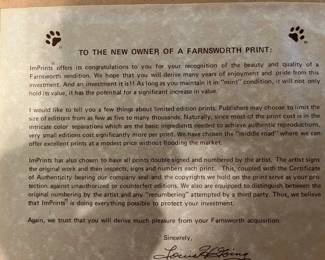 TO THE NEW OWNER OF A FARNSWORTH PRINT:
ImPrints offers its congratulations to you for your recognition of the beauty and quality of a
Farnsworth rendition. We hope that you will derive many years of enjoyment and pride from this
investment. And an investment it is!! As long as you maintain it in "mint" condition, it will not only
hold its value, it has the potential for a significant increase in value.
I would like to tell you a few things about limited edition prints. Publishers may choose to limit the
size of editions from as few as five to many thousands. Naturally, since most of the print cost is in the
intricate color separations which are the basic ingredients needed to achieve authentic reproductions,
very small editions cost significantly more per print. We have chosen the "middle road" where we can
offer excellent prints at a modest price without flooding the market.
ImPrints has also chosen to have all prints double signed and numbered by the artist. The artist signs
the original work and then inspects, signs and numbers each print. This, coupled with the Certificate
of Authenticity bearing our company seal and the copyrights we hold on the print serve as your pro-
tection against unauthorized or counterfeit editions. We also are equipped to distinguish between the
original numbering by the artist and any "renumbering" attempted by a third party. Thus, we believe
that ImPrints is doing everything possible to protect your investment.
Again, we trust that you will derive much pleasure from your Farnsworth acquisition.
Sincerely,